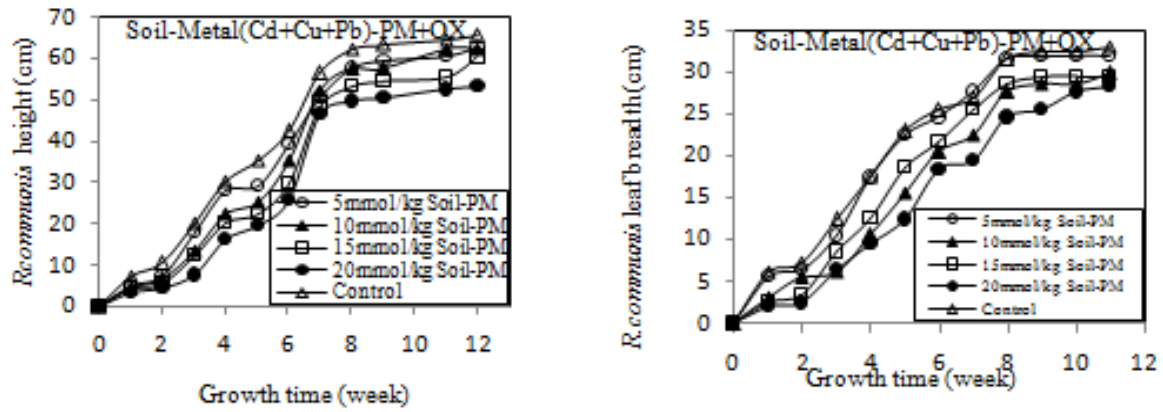 Soil-Metal(Cd+Cu+Pb)-PM+OX
R.communis height (cm)
70
60
50
40
30
20
10
0
5mmol/kg Soil-PM
10mmol/kg Soil-PM
15mmol/kg Soil-PM
20mmol/kg Soil-PM
Control
0 2 4 6 8 10 12
Growth time (week)
Soil-Metal(Cd+Cu+Pb)-PM+OX
R.communis leaf breadth (cm)
35
30
25
20
15
10
5
0
5mmol/kg Soil-PM
10mmol/kg Soil-PM
15mmol/kg Soil-PM
20mmol/kg Soil-PM
Control
0 2 4 6 8 10 12
Growth time (week)